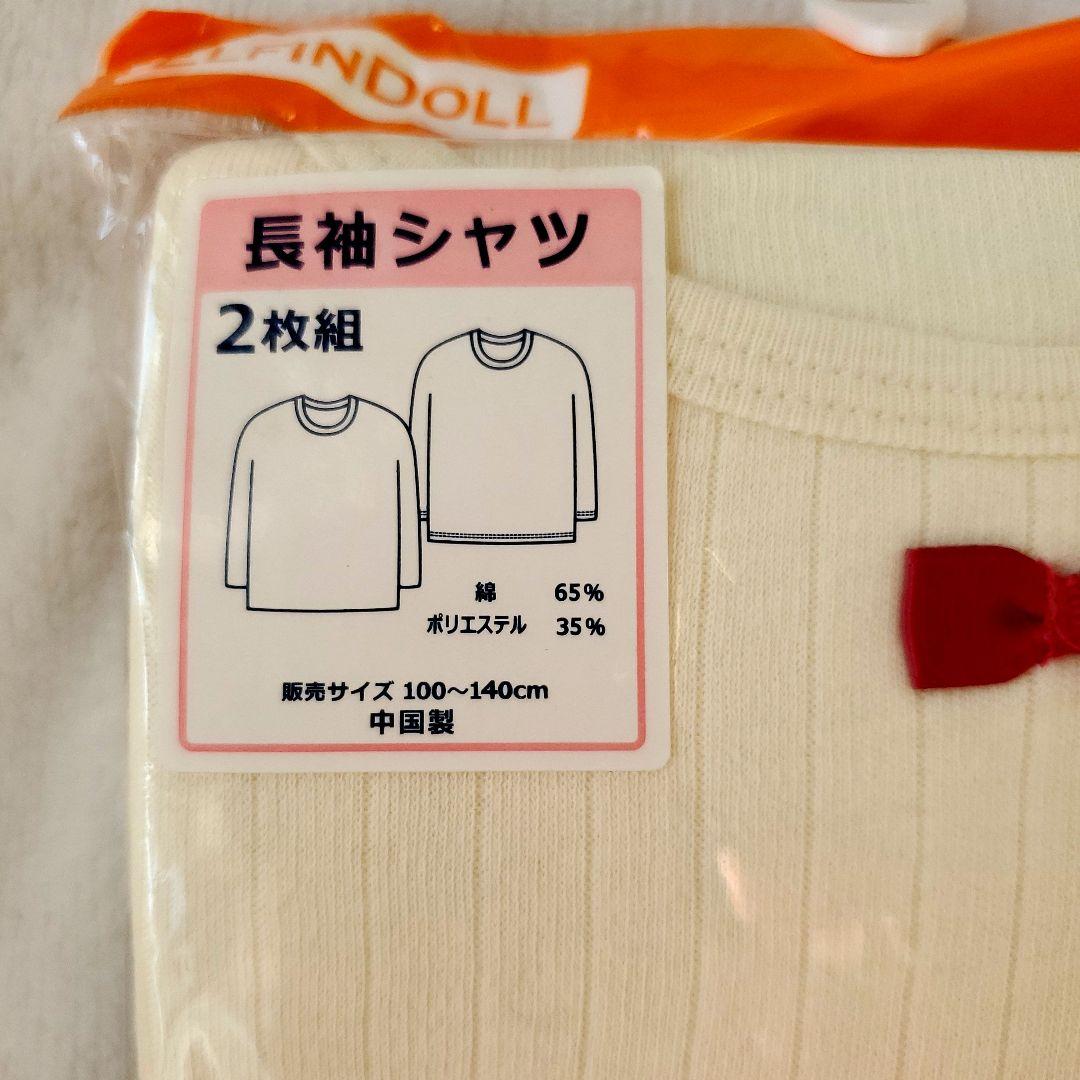 ELFINDOLL
長袖シャツ
2枚組
綿 65%
ポリエステル 35%
販売サイズ 100～140cm
中国製